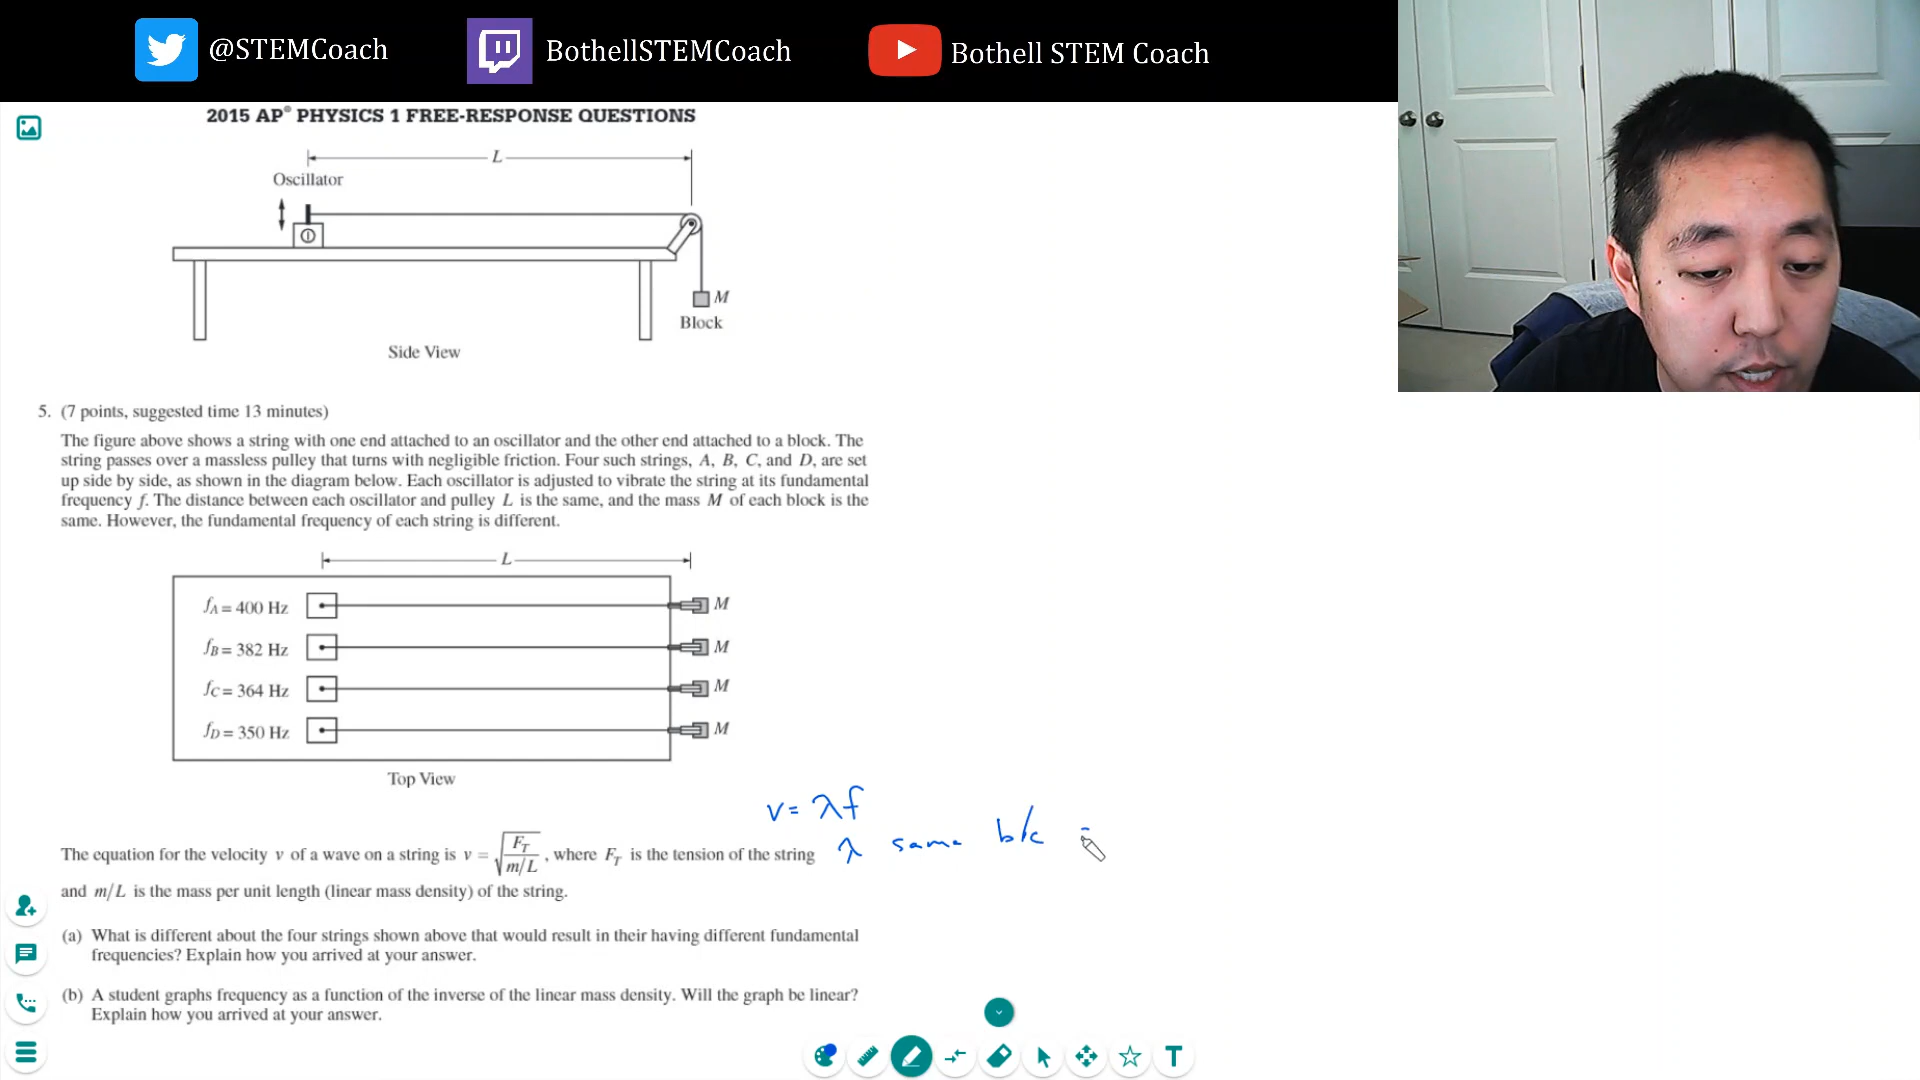 @STEMCoach
BothellSTEMCoach
Bothell STEM Coach
2015 AP® PHYSICS 1 FREE-RESPONSE QUESTIONS
L
Oscillator
M
Block
Side View
5. (7 points, suggested time 13 minutes)
The figure above shows a string with one end attached to an oscillator and the other end attached to a block. The
string passes over a massless pulley that turns with negligible friction. Four such strings, A, B, C, and D, are set
up side by side, as shown in the diagram below. Each oscillator is adjusted to vibrate the string at its fundamental
frequency f. The distance between each oscillator and pulley L is the same, and the mass M of each block is the
same. However, the fundamental frequency of each string is different.
L
f_A = 400 Hz
M
f_B = 382 Hz
M
f_C = 364 Hz
M
f_D = 350 Hz
M
Top View
v = λf
λ same b/c
The equation for the velocity v of a wave on a string is v = √(F_T / (m/L)), where F_T is the tension of the string
and m/L is the mass per unit length (linear mass density) of the string.
(a) What is different about the four strings shown above that would result in their having different fundamental
frequencies? Explain how you arrived at your answer.
(b) A student graphs frequency as a function of the inverse of the linear mass density. Will the graph be linear?
Explain how you arrived at your answer.
T